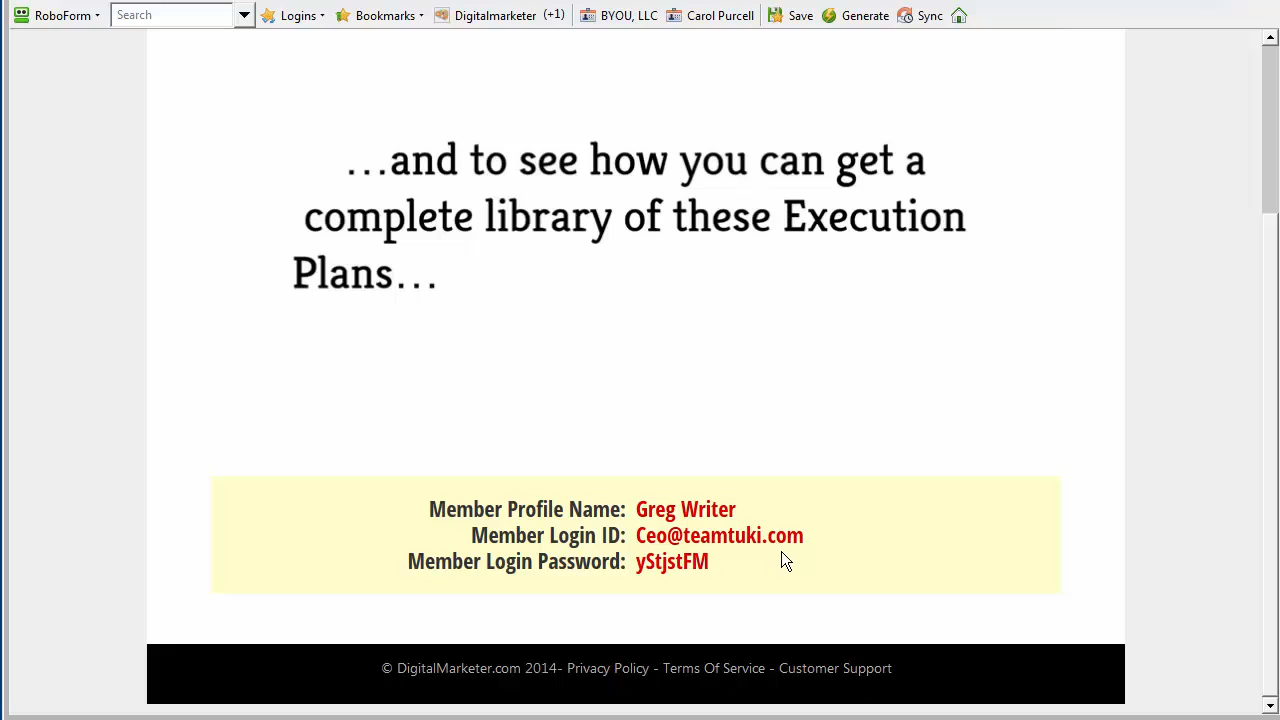 RoboForm Search Logins Bookmarks Digitalmarketer (+1) BYOU, LLC Carol Purcell Save Generate Sync
…and to see how you can get a
complete library of these Execution
Plans…
Member Profile Name: Greg Writer
Member Login ID: Ceo@teamtuki.com
Member Login Password: yStjstFM
© DigitalMarketer.com 2014- Privacy Policy - Terms Of Service - Customer Support